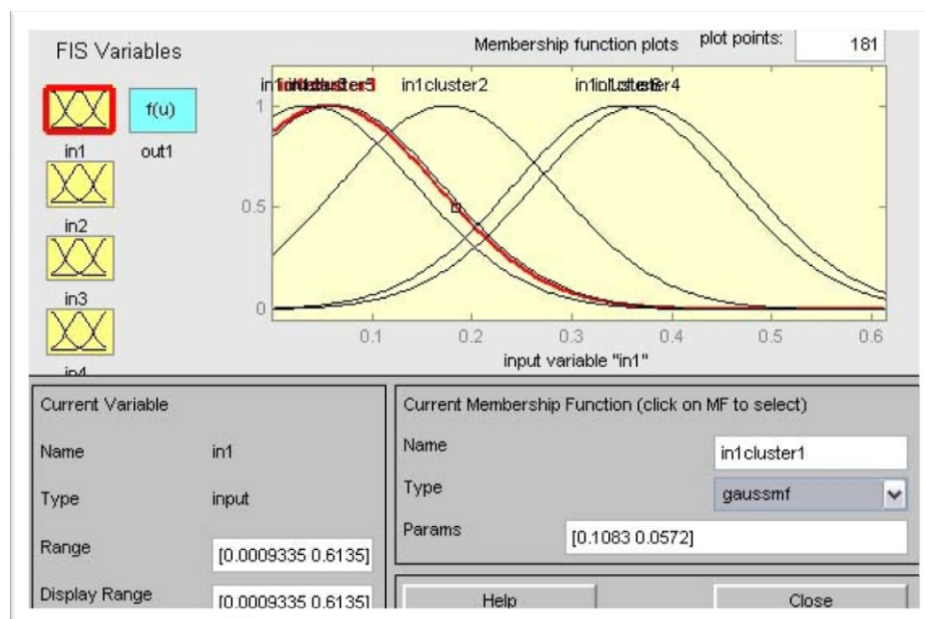 FIS Variables
Membership function plots
plot points:
181
f(u)
in1
out1
in2
in3
in4
in1cluster2
1
0.5
0
0.1
0.2
0.3
0.4
0.5
0.6
input variable "in1"
Current Variable
Name
in1
Type
input
Range
[0.0009335 0.6135]
Display Range
[0.0009335 0.6135]
Current Membership Function (click on MF to select)
Name
in1cluster1
Type
gaussmf
Params
[0.1083 0.0572]
Help
Close